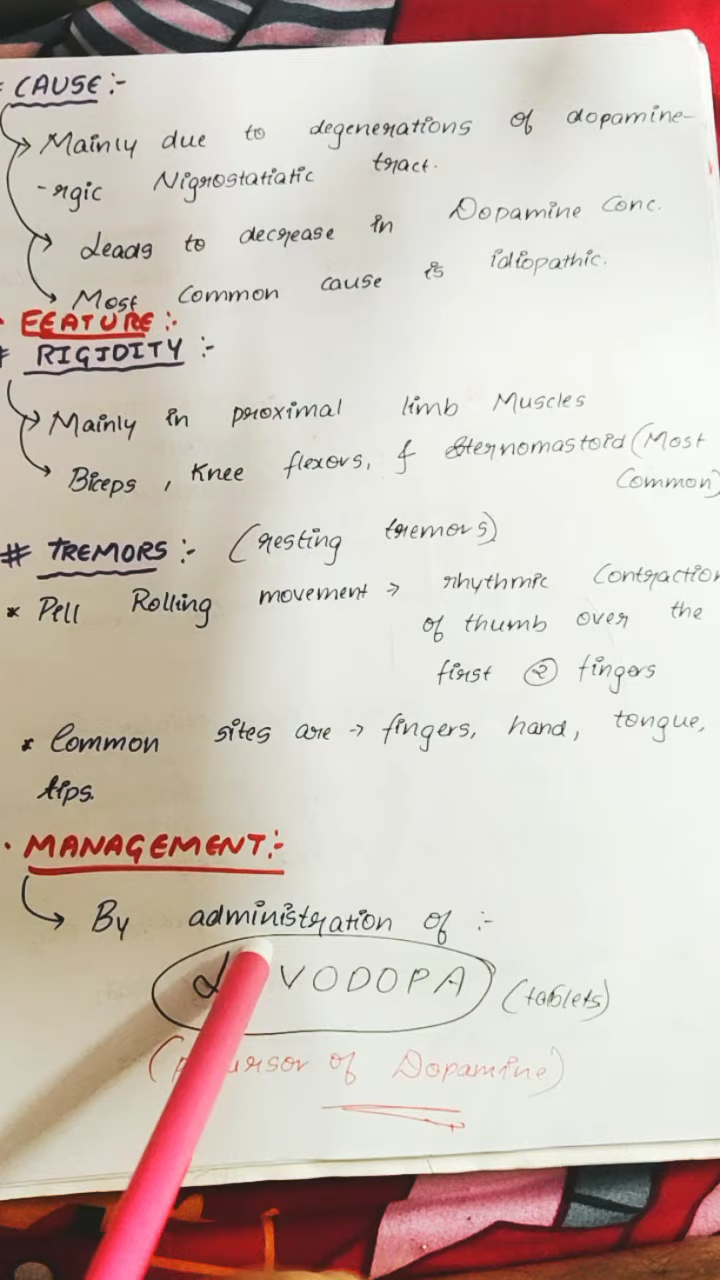 # CAUSE :-
Mainly due to degenerations of dopamine-
-rgic Nigrostatiatic tract.
Leads to decrease in Dopamine Conc.
Most Common cause is idiopathic.
• FEATURE :-
# RIGIDITY :-
Mainly in proximal limb Muscles
Biceps, Knee flexors, & Sternomastoid (Most
Common)
# TREMORS :- (resting tremors)
* Pell Rolling movement → rhythmic Contraction
of thumb over the
first ② fingers
* Common sites are → fingers, hand, tongue,
lips.
• MANAGEMENT :-
By administration of :-
VODOPA (tablets)
of Dopamine)